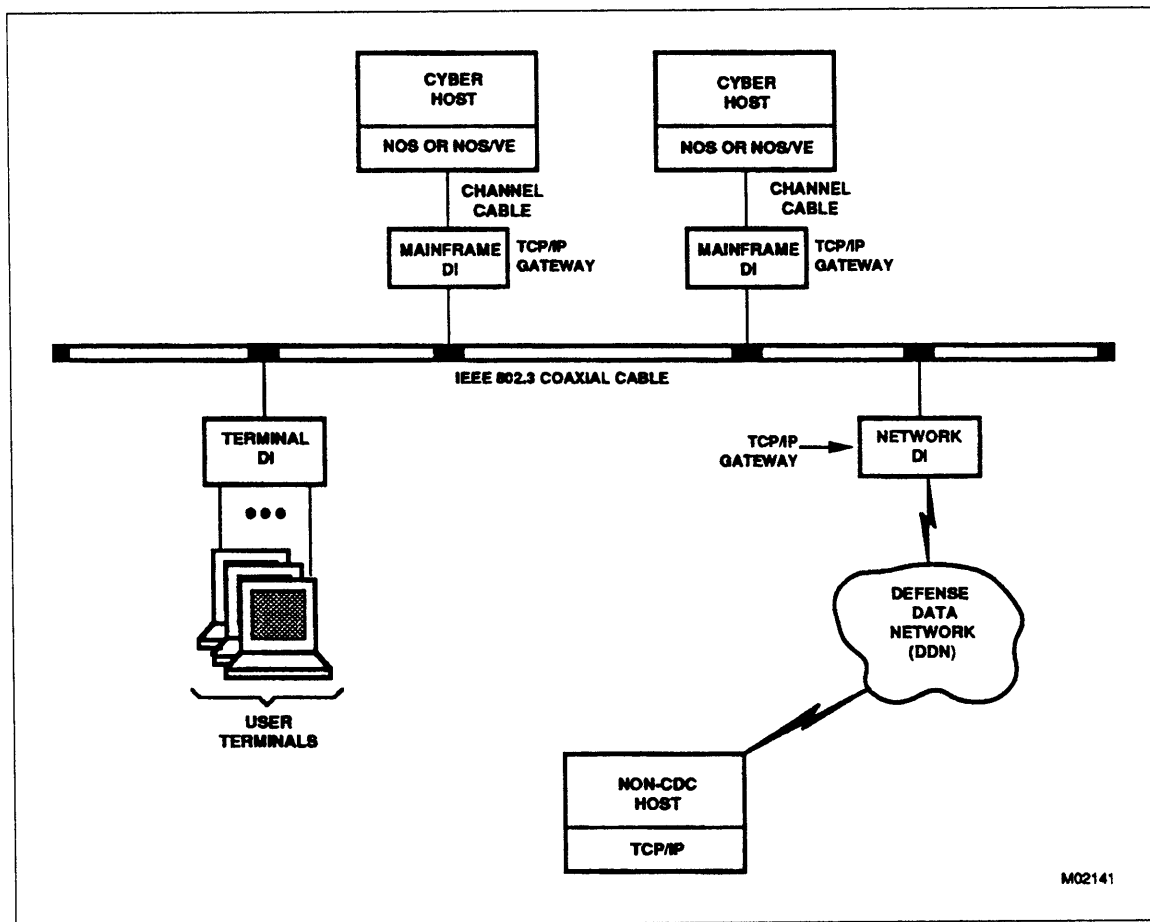 CYBER
HOST
NOS OR NOS/VE
CHANNEL
CABLE
MAINFRAME
DI
TCP/IP
GATEWAY
CYBER
HOST
NOS OR NOS/VE
CHANNEL
CABLE
MAINFRAME
DI
TCP/IP
GATEWAY
IEEE 802.3 COAXIAL CABLE
TERMINAL
DI
USER
TERMINALS
TCP/IP
GATEWAY
NETWORK
DI
DEFENSE
DATA
NETWORK
(DDN)
NON-CDC
HOST
TCP/IP
M02141